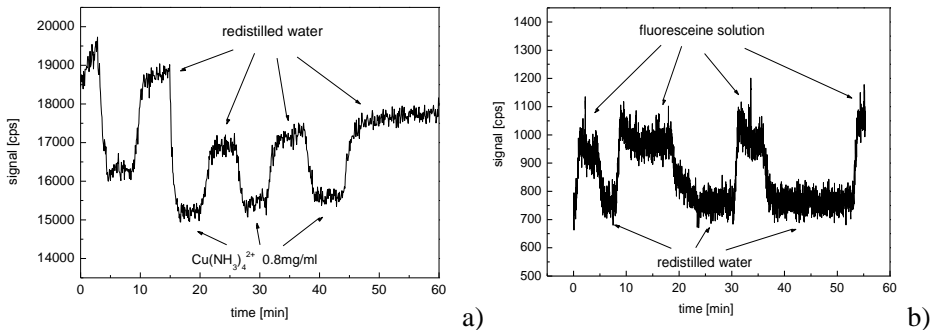 20000
19000
18000
17000
16000
15000
14000
signal [cps]
redistilled water
Cu(NH3)4 2+ 0.8mg/ml
0 10 20 30 40 50 60
time [min]
a)
1400
1300
1200
1100
1000
900
800
700
600
500
signal [cps]
fluoresceine solution
redistilled water
0 10 20 30 40 50 60
time [min]
b)